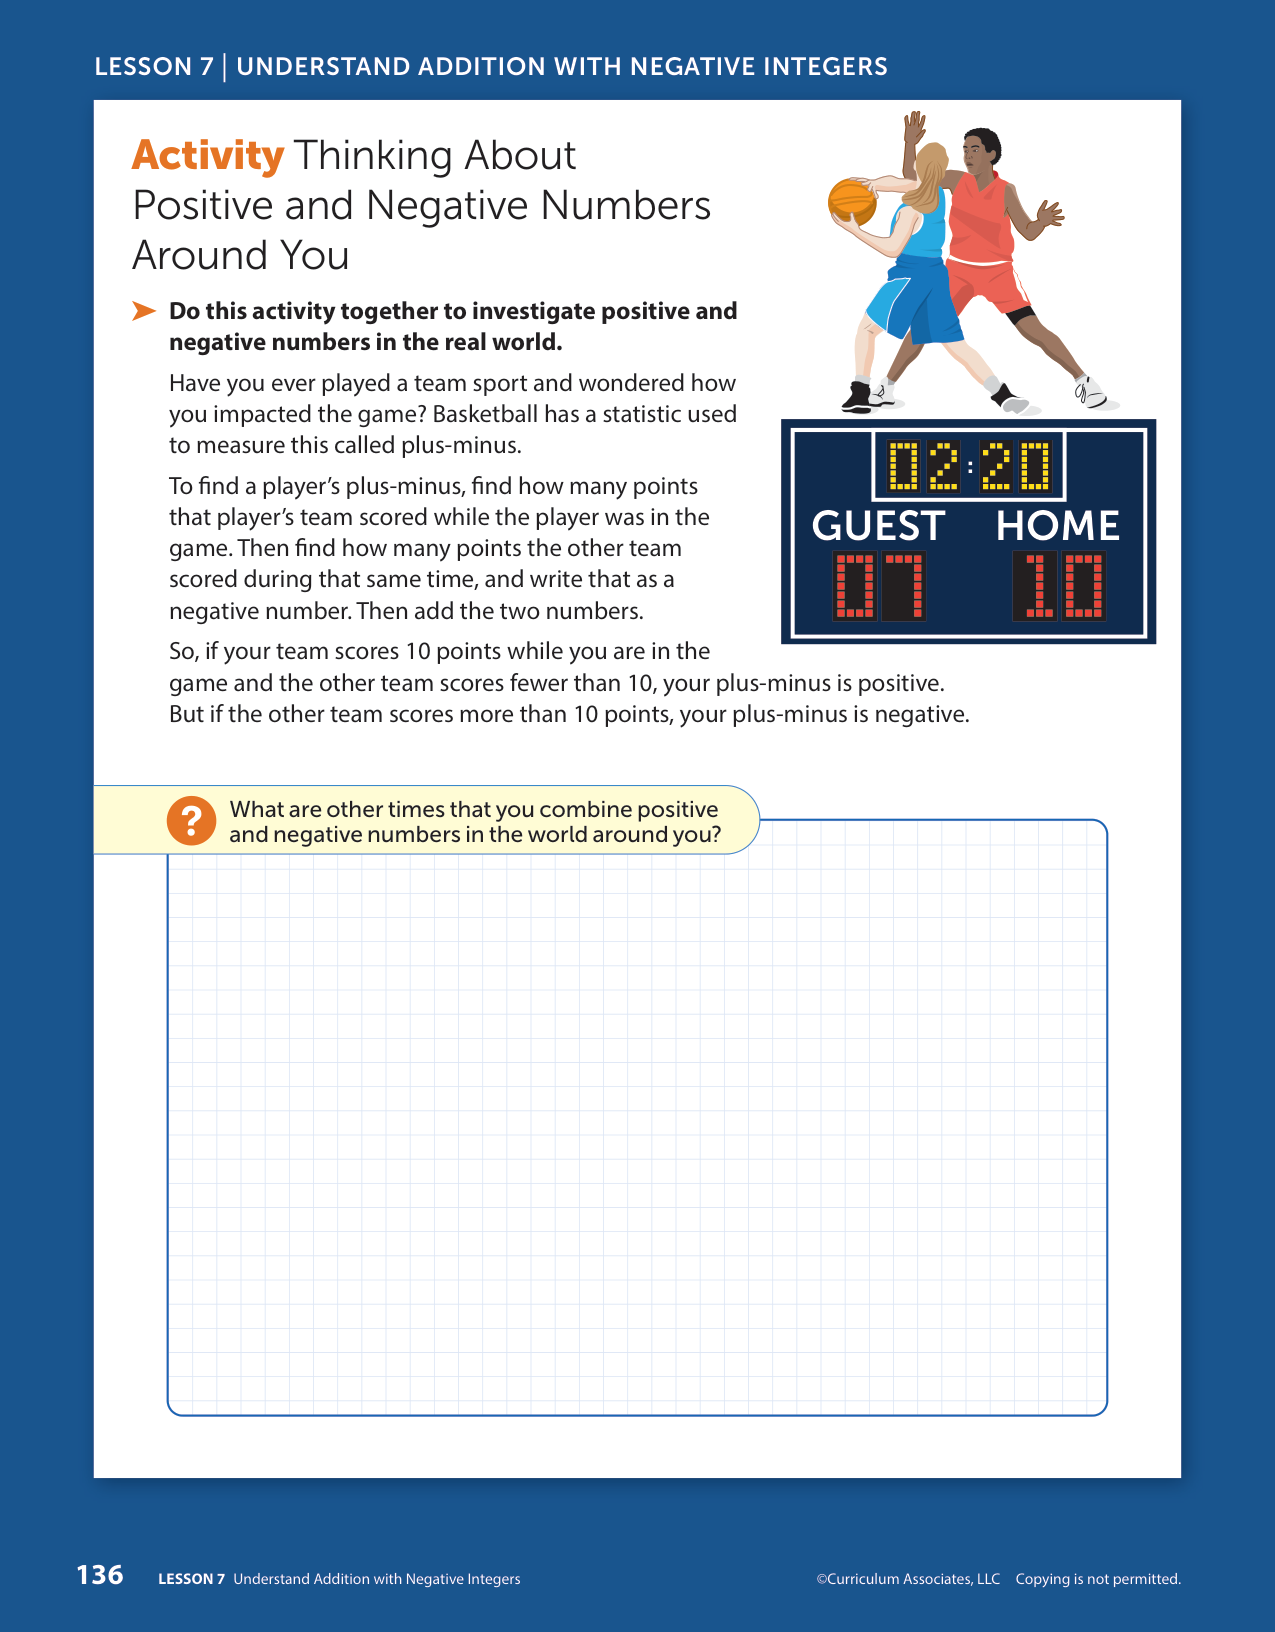 LESSON 7 | UNDERSTAND ADDITION WITH NEGATIVE INTEGERS
Activity Thinking About
Positive and Negative Numbers
Around You
Do this activity together to investigate positive and
negative numbers in the real world.
Have you ever played a team sport and wondered how
you impacted the game? Basketball has a statistic used
to measure this called plus-minus.
To find a player’s plus-minus, find how many points
that player’s team scored while the player was in the
game. Then find how many points the other team
scored during that same time, and write that as a
negative number. Then add the two numbers.
So, if your team scores 10 points while you are in the
game and the other team scores fewer than 10, your plus-minus is positive.
But if the other team scores more than 10 points, your plus-minus is negative.
02:20
GUEST HOME
07 10
? What are other times that you combine positive
and negative numbers in the world around you?
136 LESSON 7 Understand Addition with Negative Integers ©Curriculum Associates, LLC Copying is not permitted.